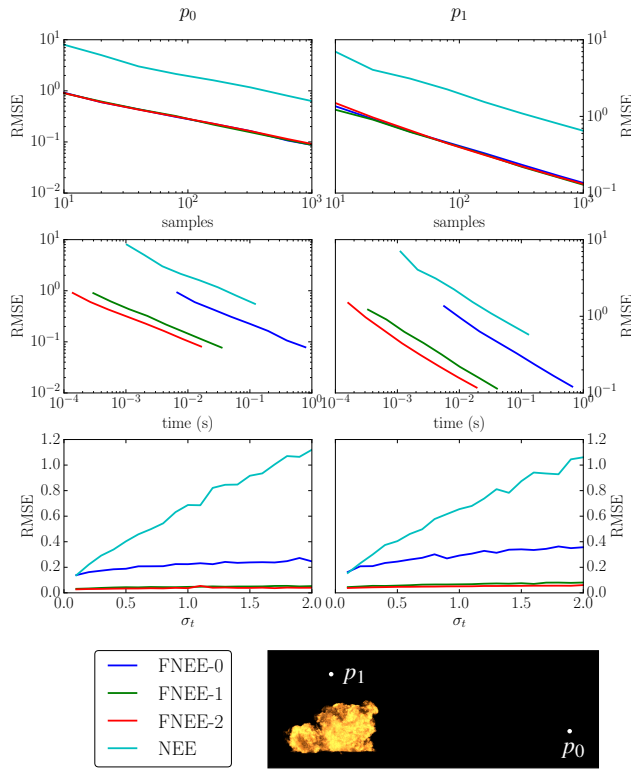 p0 p1
10^1 10^1
10^0 10^0
10^-1
10^-2 10^-1
RMSE RMSE
10^1 10^2 10^3 10^1 10^2 10^3
samples samples
10^1 10^1
10^0 10^0
10^-1
10^-2 10^-1
RMSE RMSE
10^-4 10^-3 10^-2 10^-1 10^0 10^-4 10^-3 10^-2 10^-1 10^0
time (s) time (s)
1.2 1.2
1.0 1.0
0.8 0.8
0.6 0.6
0.4 0.4
0.2 0.2
0.0 0.0
RMSE RMSE
0.0 0.5 1.0 1.5 2.0 0.0 0.5 1.0 1.5 2.0
σt σt
FNEE-0
FNEE-1
FNEE-2
NEE
p1
p0